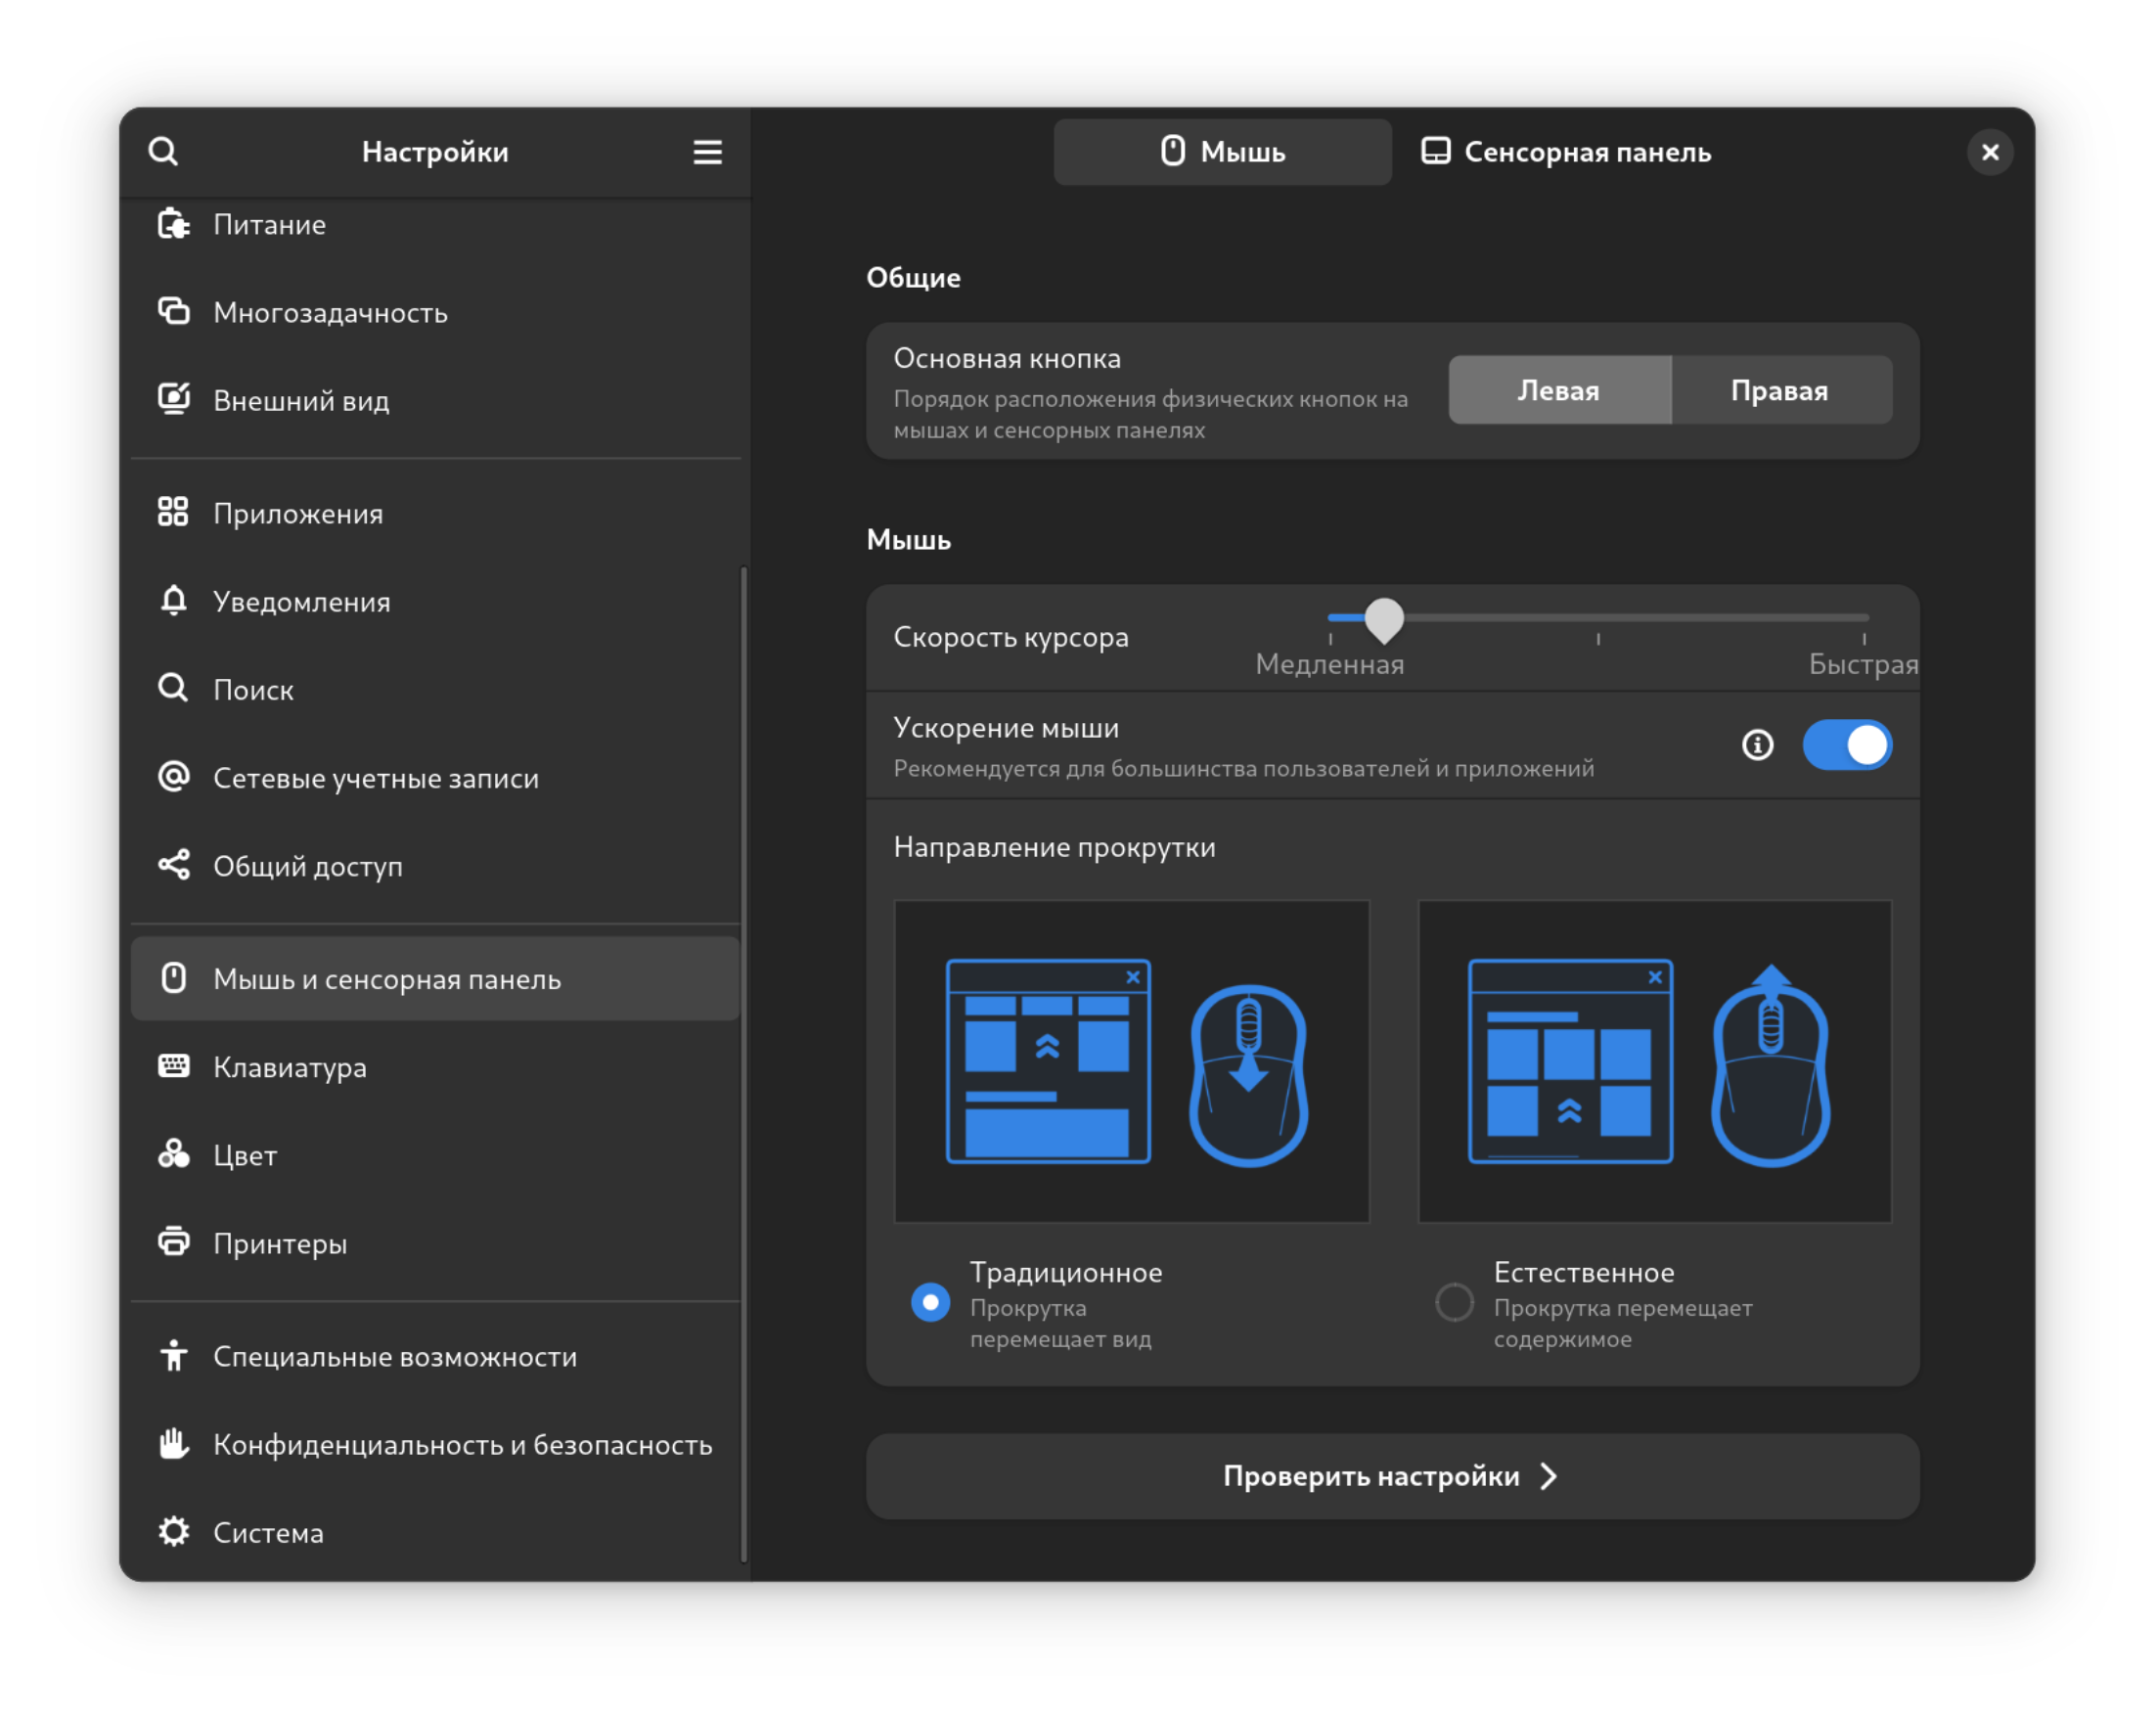 Настройки
Питание
Многозадачность
Внешний вид
Приложения
Уведомления
Поиск
Сетевые учетные записи
Общий доступ
Мышь и сенсорная панель
Клавиатура
Цвет
Принтеры
Специальные возможности
Конфиденциальность и безопасность
Система
Мышь
Сенсорная панель
Общие
Основная кнопка
Порядок расположения физических кнопок на
мышах и сенсорных панелях
Левая
Правая
Мышь
Скорость курсора
Медленная
Быстрая
Ускорение мыши
Рекомендуется для большинства пользователей и приложений
Направление прокрутки
Традиционное
Прокрутка
перемещает вид
Естественное
Прокрутка перемещает
содержимое
Проверить настройки